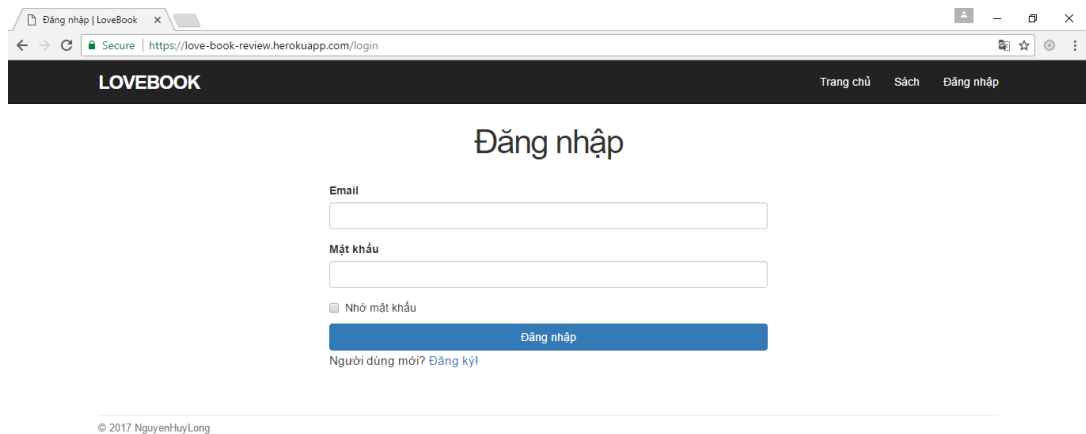 Đăng nhập | LoveBook
Secure | https://love-book-review.herokuapp.com/login
LOVEBOOK Trang chủ Sách Đăng nhập
Đăng nhập
Email
Mật khẩu
Nhớ mật khẩu
Đăng nhập
Người dùng mới? Đăng ký!
© 2017 NguyenHuyLong